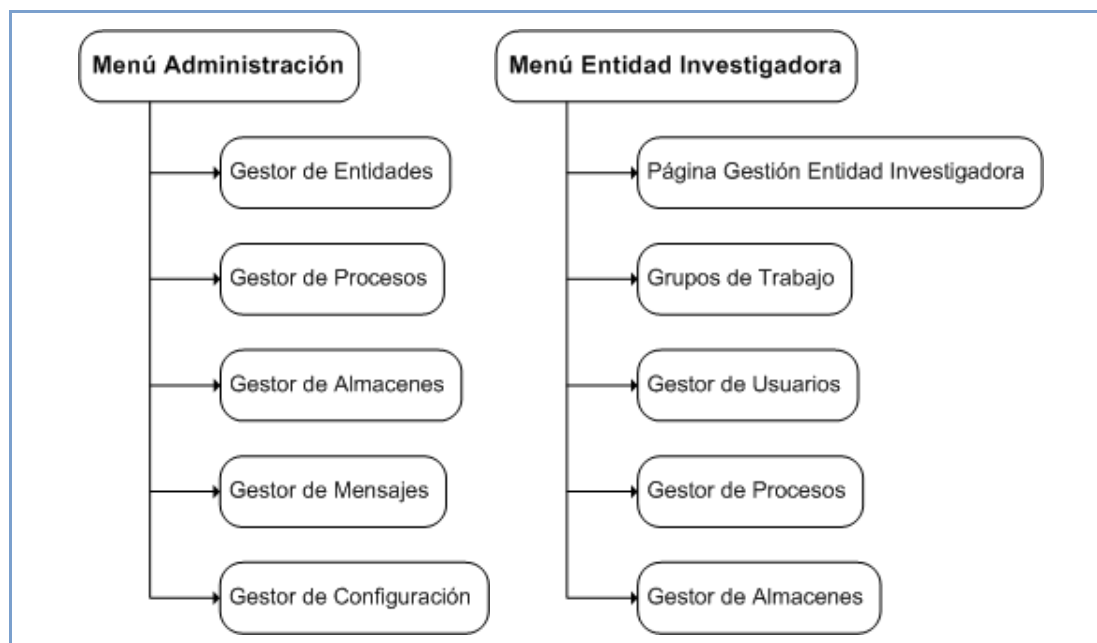 Menú Administración
Gestor de Entidades
Gestor de Procesos
Gestor de Almacenes
Gestor de Mensajes
Gestor de Configuración
Menú Entidad Investigadora
Página Gestión Entidad Investigadora
Grupos de Trabajo
Gestor de Usuarios
Gestor de Procesos
Gestor de Almacenes